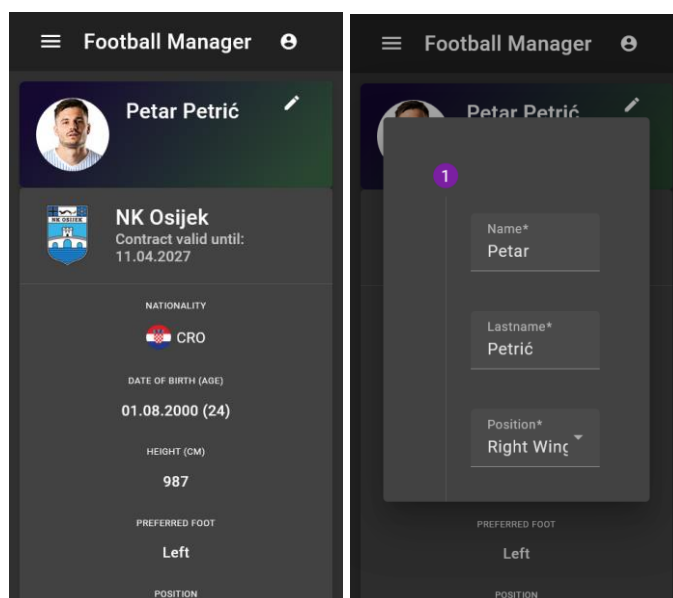 Football Manager
Petar Petrić
NK OSIJEK
NK Osijek
Contract valid until:
11.04.2027
NATIONALITY
CRO
DATE OF BIRTH (AGE)
01.08.2000 (24)
HEIGHT (CM)
987
PREFERRED FOOT
Left
POSITION
Football Manager
Petar Petrić
1
Name*
Petar
Lastname*
Petrić
Position*
Right Wing
PREFERRED FOOT
Left
POSITION